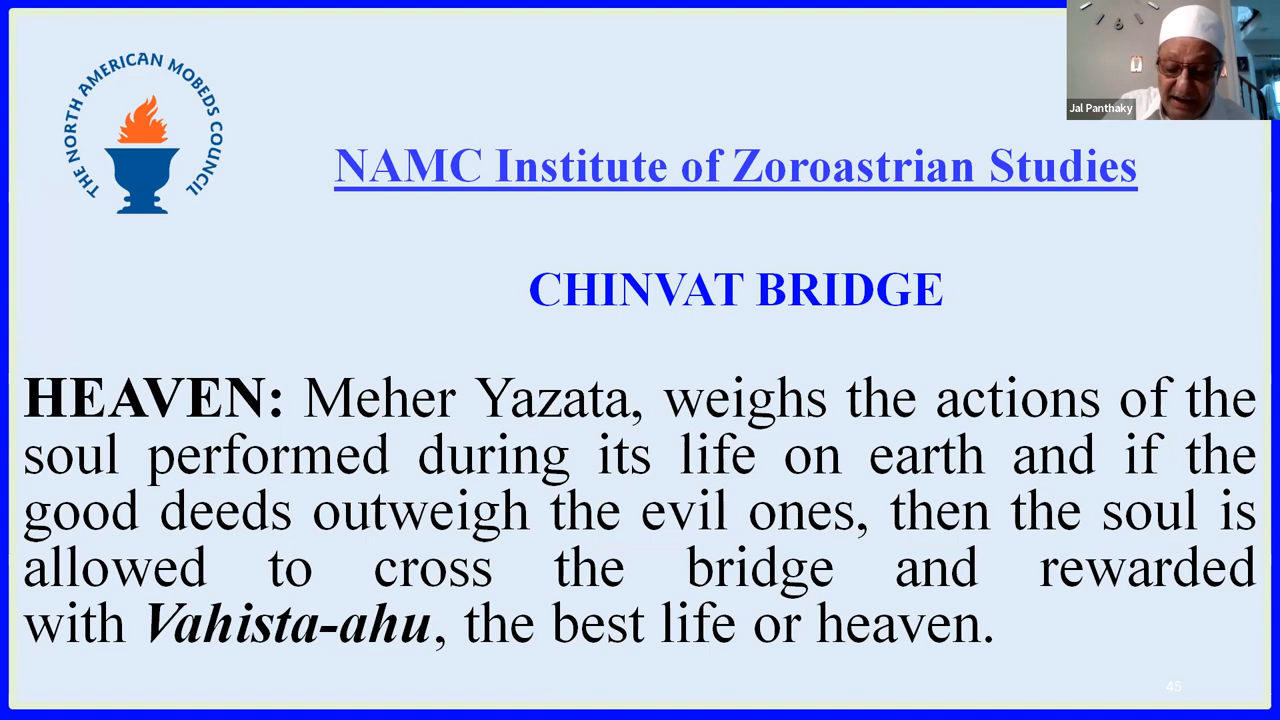 THE NORTH AMERICAN MOBEDS COUNCIL
Jal Panthaky
NAMC Institute of Zoroastrian Studies
CHINVAT BRIDGE
HEAVEN: Meher Yazata, weighs the actions of the
soul performed during its life on earth and if the
good deeds outweigh the evil ones, then the soul is
allowed to cross the bridge and rewarded
with Vahista-ahu, the best life or heaven.
45